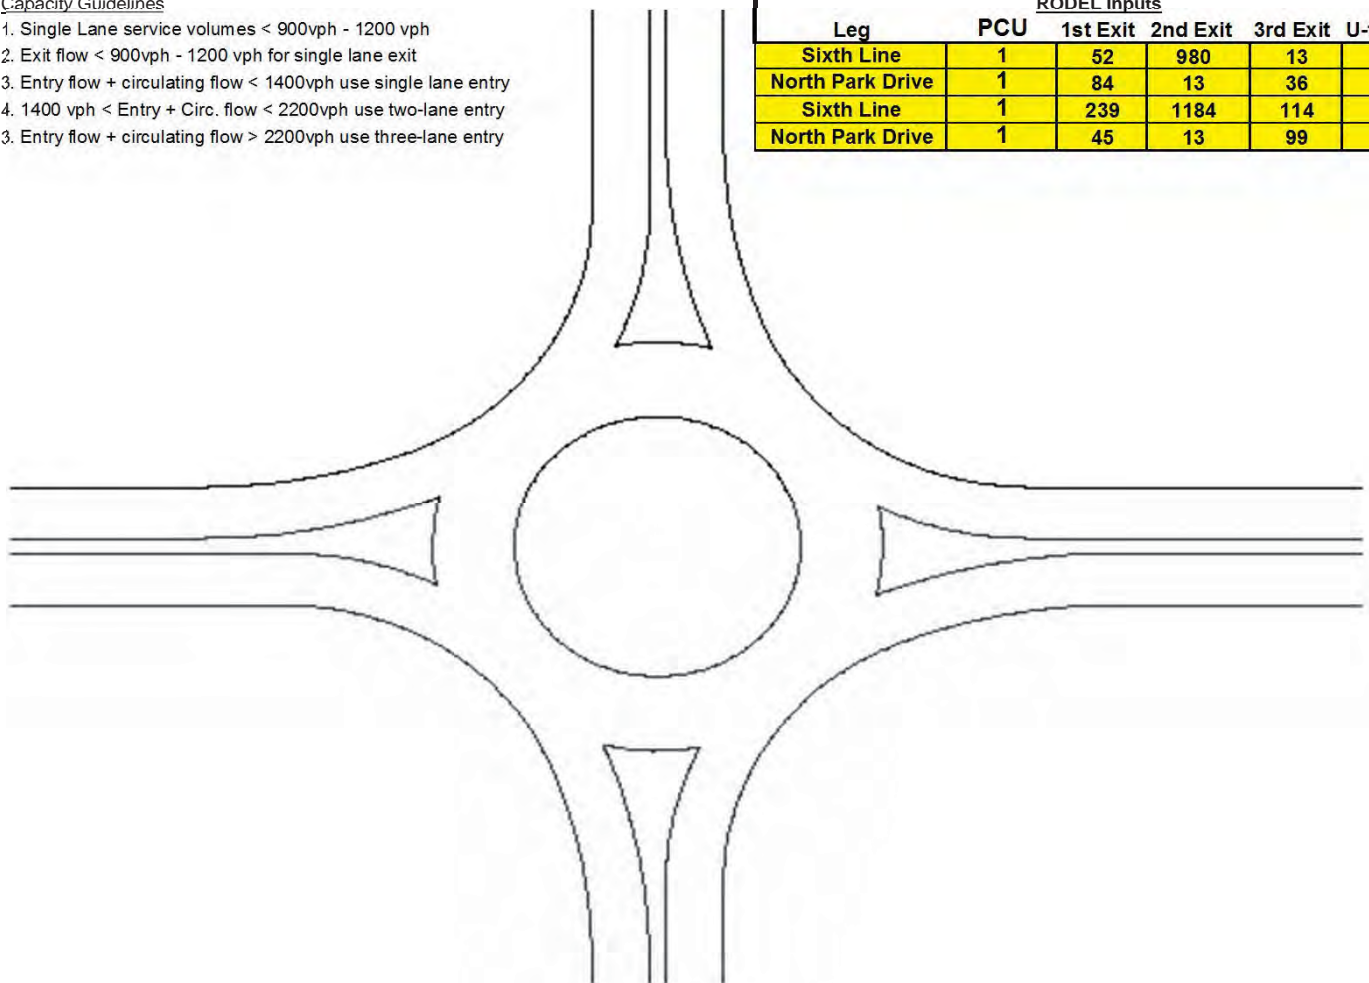 Capacity Guidelines
1. Single Lane service volumes < 900vph - 1200 vph
2. Exit flow < 900vph - 1200 vph for single lane exit
3. Entry flow + circulating flow < 1400vph use single lane entry
4. 1400 vph < Entry + Circ. flow < 2200vph use two-lane entry
3. Entry flow + circulating flow > 2200vph use three-lane entry
RODEL Inputs
Leg PCU 1st Exit 2nd Exit 3rd Exit U-
Sixth Line 1 52 980 13
North Park Drive 1 84 13 36
Sixth Line 1 239 1184 114
North Park Drive 1 45 13 99